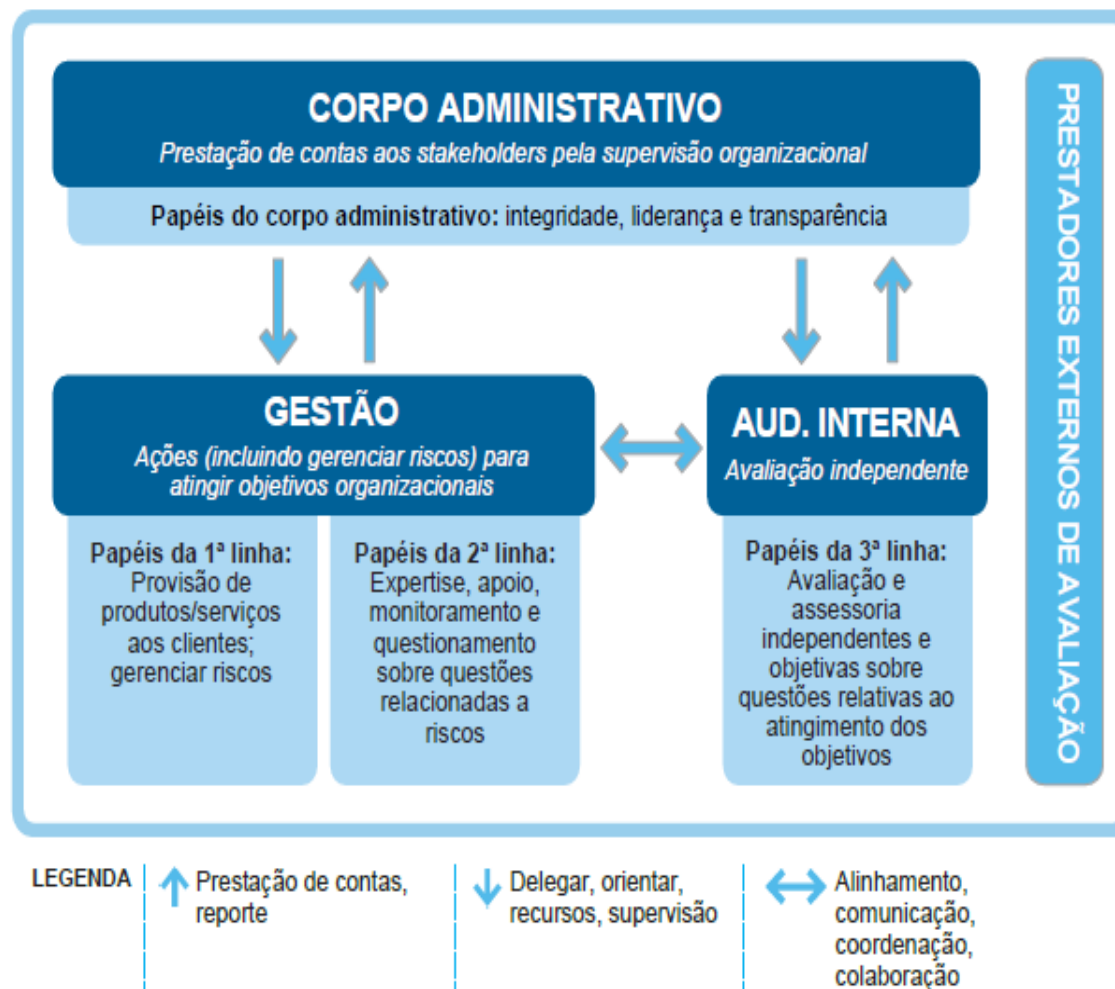 CORPO ADMINISTRATIVO
Prestação de contas aos stakeholders pela supervisão organizacional
Papéis do corpo administrativo: integridade, liderança e transparência
GESTÃO
Ações (incluindo gerenciar riscos) para
atingir objetivos organizacionais
Papéis da 1ª linha:
Provisão de
produtos/serviços
aos clientes;
gerenciar riscos
Papéis da 2ª linha:
Expertise, apoio,
monitoramento e
questionamento
sobre questões
relacionadas a
riscos
AUD. INTERNA
Avaliação independente
Papéis da 3ª linha:
Avaliação e
assessoria
independentes e
objetivas sobre
questões relativas ao
atingimento dos
objetivos
PRESTADORES EXTERNOS DE AVALIAÇÃO
LEGENDA
Prestação de contas,
reporte
Delegar, orientar,
recursos, supervisão
Alinhamento,
comunicação,
coordenação,
colaboração